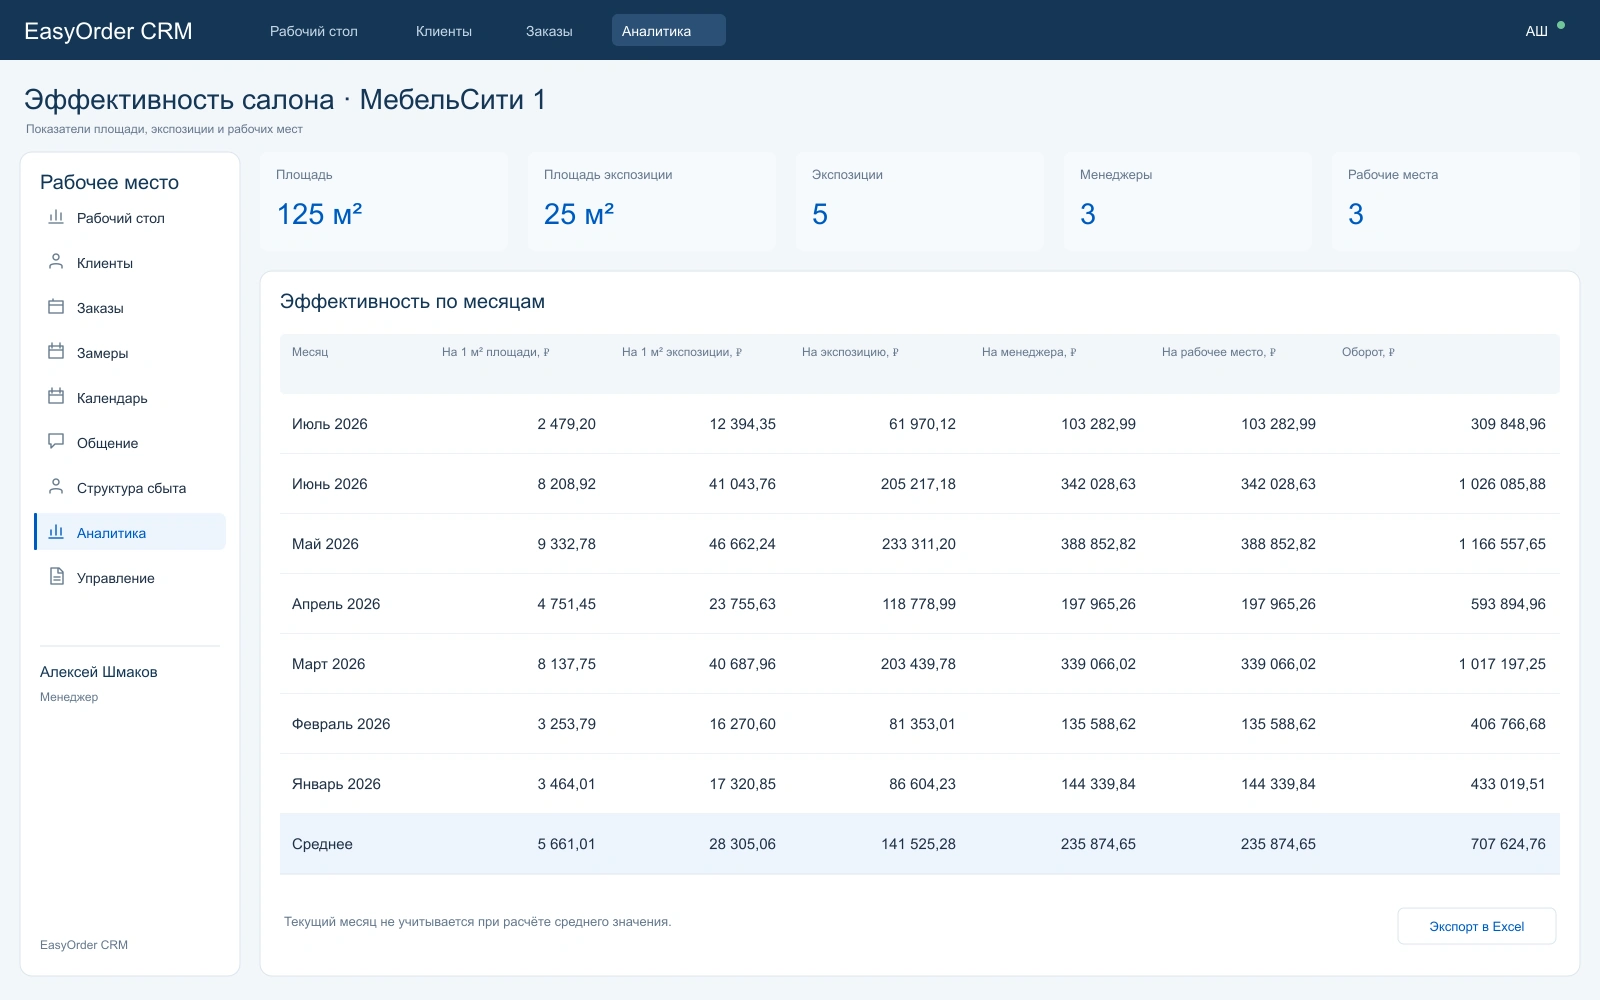 EasyOrder CRM Рабочий стол Клиенты Заказы Аналитика АШ
Эффективность салона · МебельСити 1
Показатели площади, экспозиции и рабочих мест
Рабочее место
Рабочий стол
Клиенты
Заказы
Замеры
Календарь
Общение
Структура сбыта
Аналитика
Управление
Алексей Шмаков
Менеджер
EasyOrder CRM
Площадь
125 м²
Площадь экспозиции
25 м²
Экспозиции
5
Менеджеры
3
Рабочие места
3
Эффективность по месяцам
Месяц На 1 м² площади, ₽ На 1 м² экспозиции, ₽ На экспозицию, ₽ На менеджера, ₽ На рабочее место, ₽ Оборот, ₽
Июль 2026 2 479,20 12 394,35 61 970,12 103 282,99 103 282,99 309 848,96
Июнь 2026 8 208,92 41 043,76 205 217,18 342 028,63 342 028,63 1 026 085,88
Май 2026 9 332,78 46 662,24 233 311,20 388 852,82 388 852,82 1 166 557,65
Апрель 2026 4 751,45 23 755,63 118 778,99 197 965,26 197 965,26 593 894,96
Март 2026 8 137,75 40 687,96 203 439,78 339 066,02 339 066,02 1 017 197,25
Февраль 2026 3 253,79 16 270,60 81 353,01 135 588,62 135 588,62 406 766,68
Январь 2026 3 464,01 17 320,85 86 604,23 144 339,84 144 339,84 433 019,51
Среднее 5 661,01 28 305,06 141 525,28 235 874,65 235 874,65 707 624,76
Текущий месяц не учитывается при расчёте среднего значения.
Экспорт в Excel